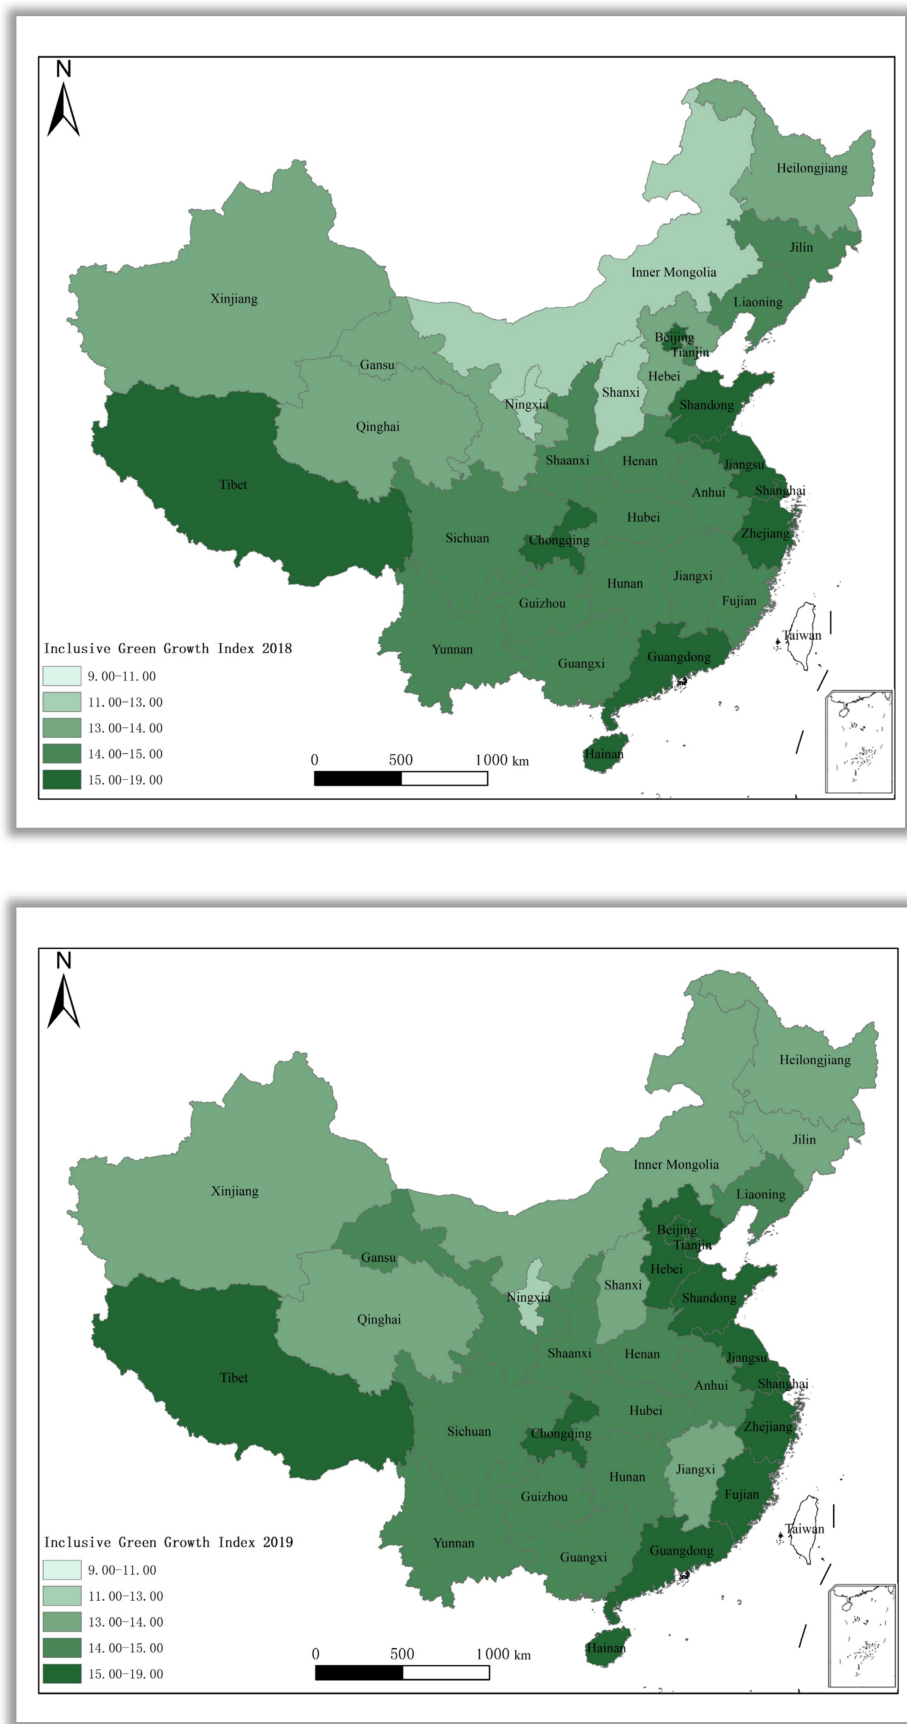 N
Heilongjiang
Jilin
Inner Mongolia
Xinjiang
Liaoning
Beijing
Tianjin
Gansu
Hebei
Shanxi
Ningxia
Shandong
Qinghai
Shaanxi
Henan
Jiangsu
Tibet
Anhui
Shanghai
Hubei
Zhejiang
Sichuan
Chongqing
Jiangxi
Hunan
Guizhou
Fujian
Taiwan
Yunnan
Guangxi
Guangdong
Hainan
Inclusive Green Growth Index 2018
9.00-11.00
11.00-13.00
13.00-14.00
14.00-15.00
15.00-19.00
0 500 1000 km
N
Heilongjiang
Jilin
Inner Mongolia
Xinjiang
Liaoning
Beijing
Tianjin
Gansu
Hebei
Shanxi
Ningxia
Shandong
Qinghai
Shaanxi
Henan
Jiangsu
Tibet
Anhui
Shanghai
Hubei
Zhejiang
Sichuan
Chongqing
Jiangxi
Hunan
Guizhou
Fujian
Taiwan
Yunnan
Guangxi
Guangdong
Hainan
Inclusive Green Growth Index 2019
9.00-11.00
11.00-13.00
13.00-14.00
14.00-15.00
15.00-19.00
0 500 1000 km